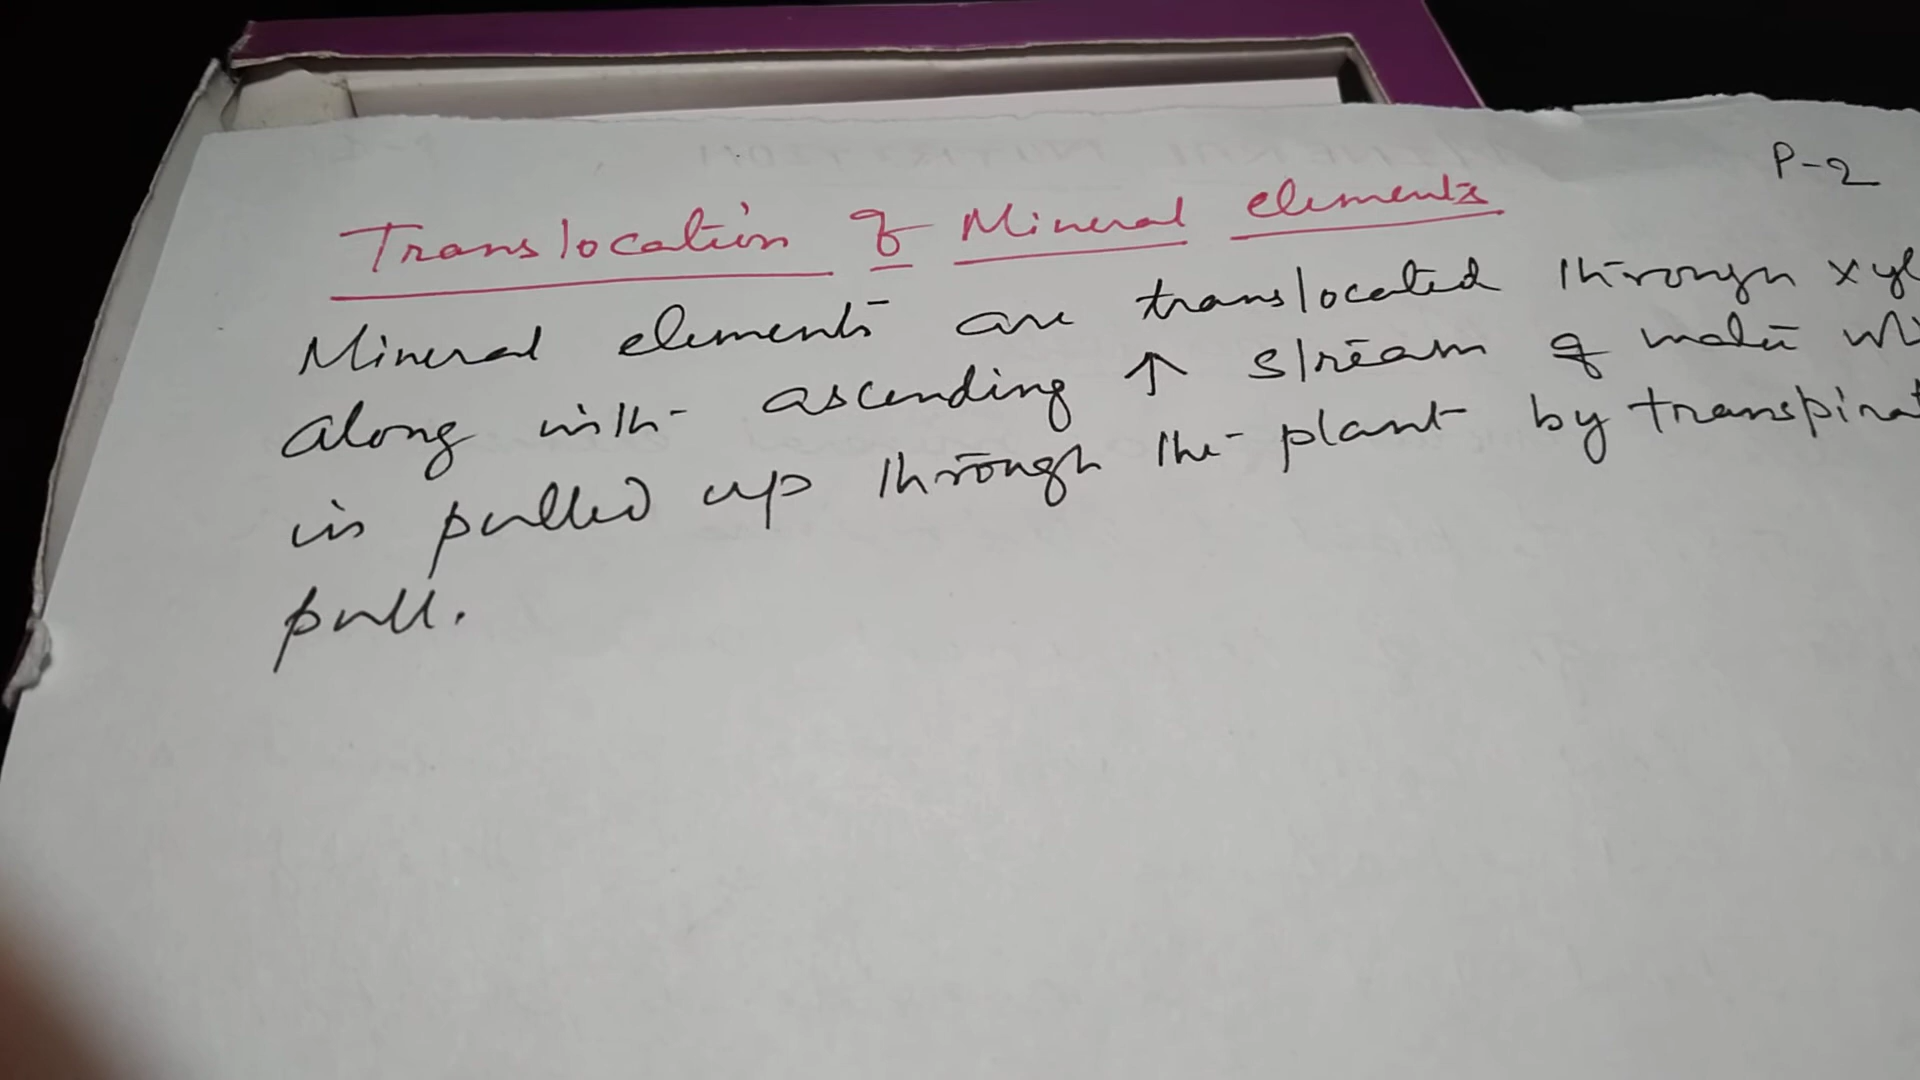 P-2
Translocation of Mineral elements
Mineral elements are translocated through xyl
along with ascending ↑ stream of water wh
is pulled up through the plant by transpirat
pull.